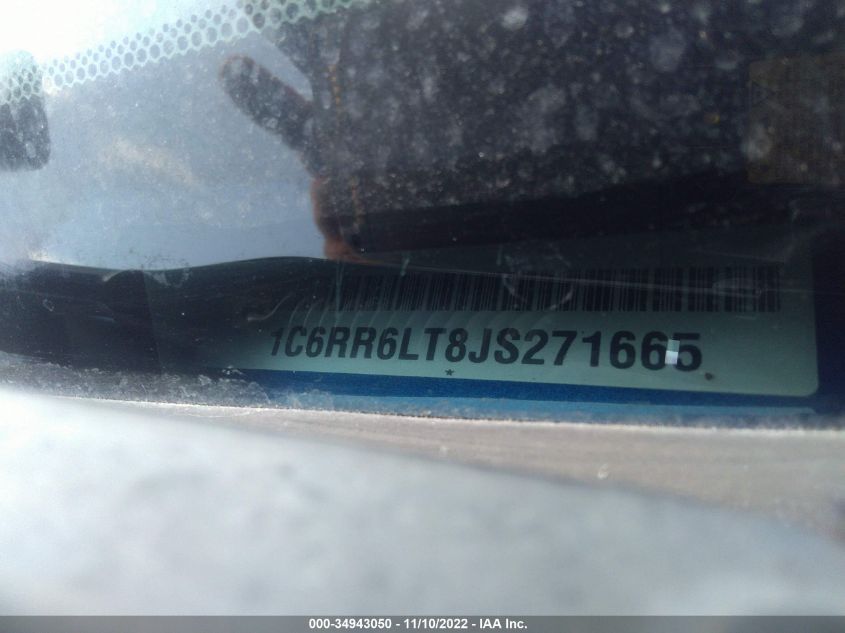 1C6RR6LT8JS271665
000-34943050 - 11/10/2022 - IAA Inc.